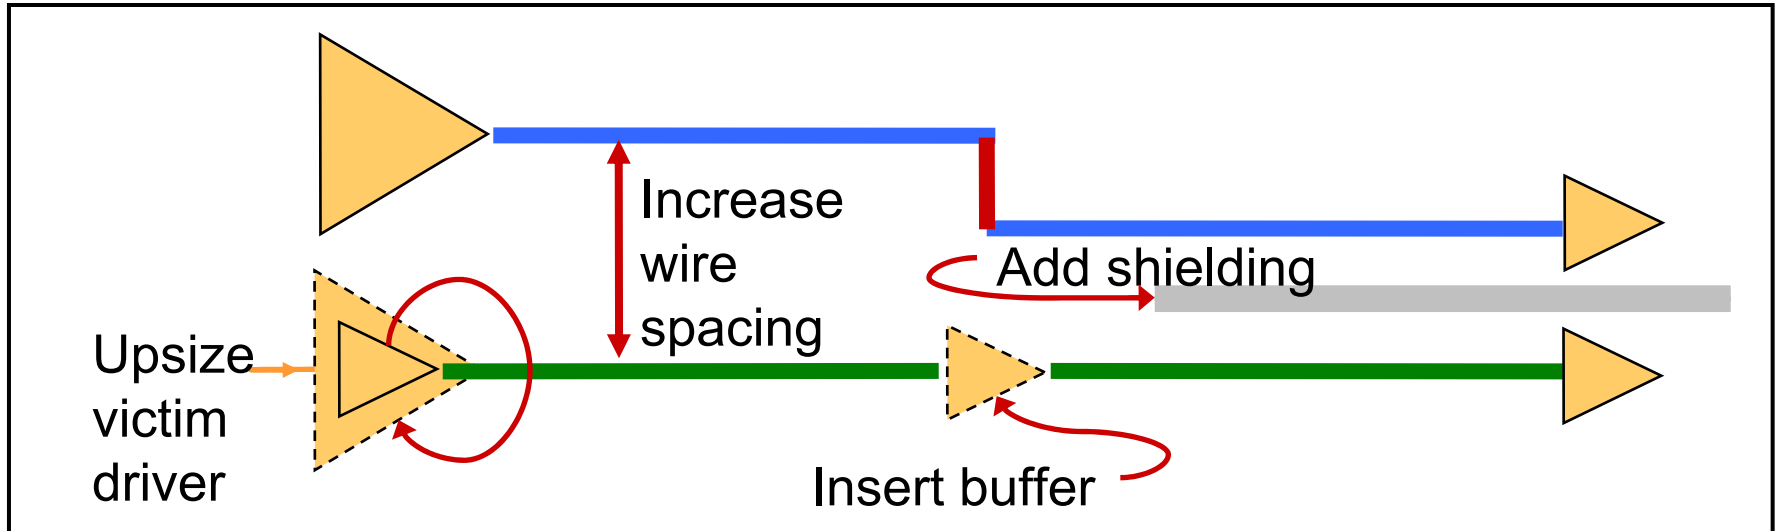 Increase
wire
spacing
Add shielding
Upsize
victim
driver
Insert buffer